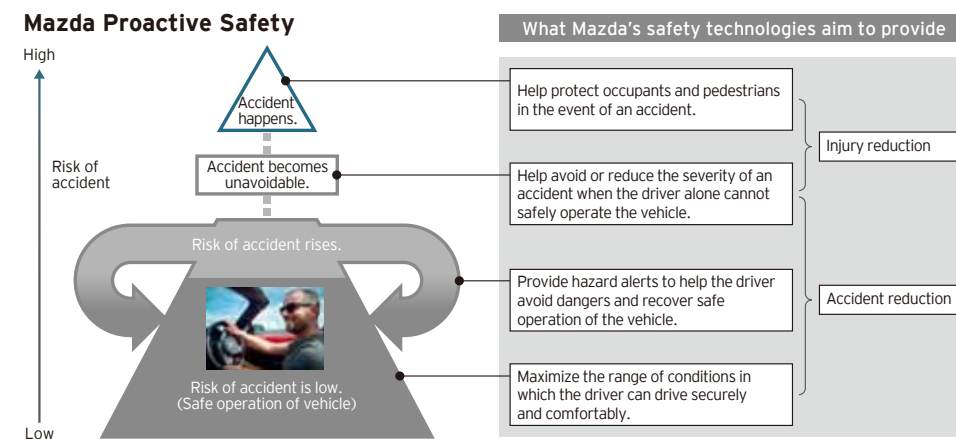 Mazda Proactive Safety
High
Risk of
accident
Low
Accident
happens.
Accident becomes
unavoidable.
Risk of accident rises.
Risk of accident is low.
(Safe operation of vehicle)
What Mazda's safety technologies aim to provide
Help protect occupants and pedestrians
in the event of an accident.
Help avoid or reduce the severity of an
accident when the driver alone cannot
safely operate the vehicle.
Provide hazard alerts to help the driver
avoid dangers and recover safe
operation of the vehicle.
Maximize the range of conditions in
which the driver can drive securely
and comfortably.
Injury reduction
Accident reduction